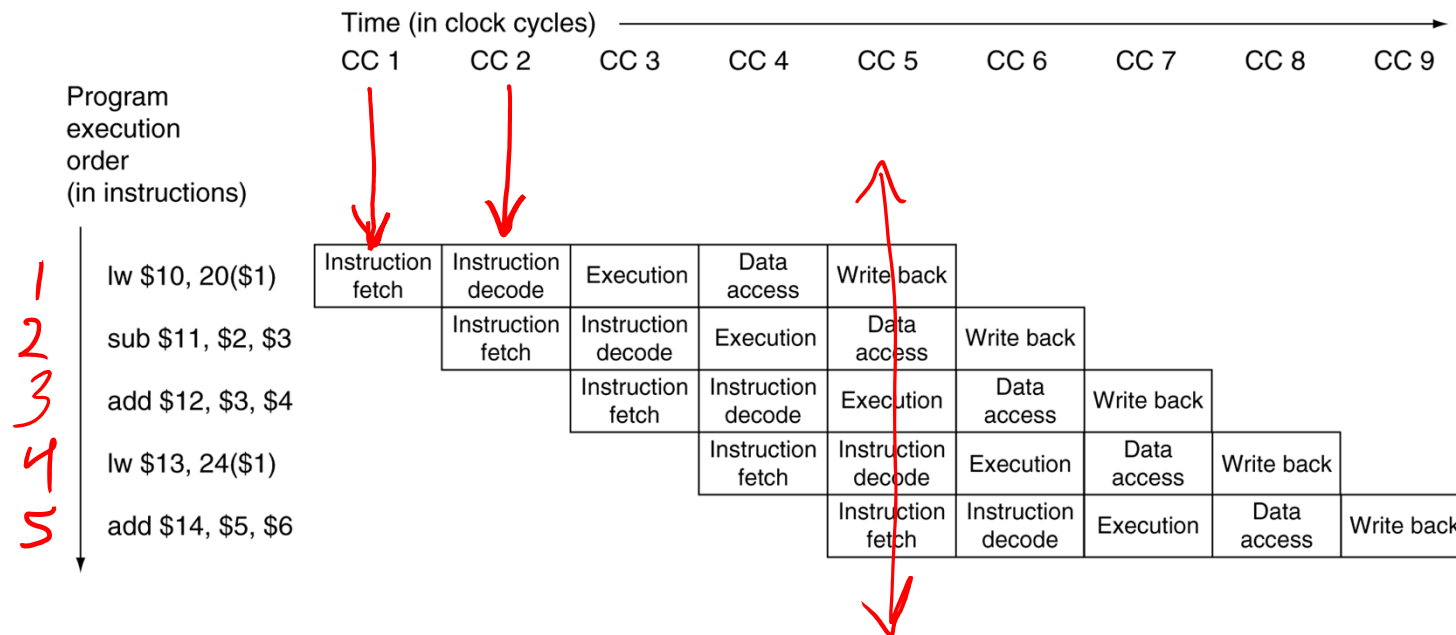 Time (in clock cycles)
CC 1 CC 2 CC 3 CC 4 CC 5 CC 6 CC 7 CC 8 CC 9
Program
execution
order
(in instructions)
1 lw $10, 20($1) Instruction fetch Instruction decode Execution Data access Write back
2 sub $11, $2, $3 Instruction fetch Instruction decode Execution Data access Write back
3 add $12, $3, $4 Instruction fetch Instruction decode Execution Data access Write back
4 lw $13, 24($1) Instruction fetch Instruction decode Execution Data access Write back
5 add $14, $5, $6 Instruction fetch Instruction decode Execution Data access Write back